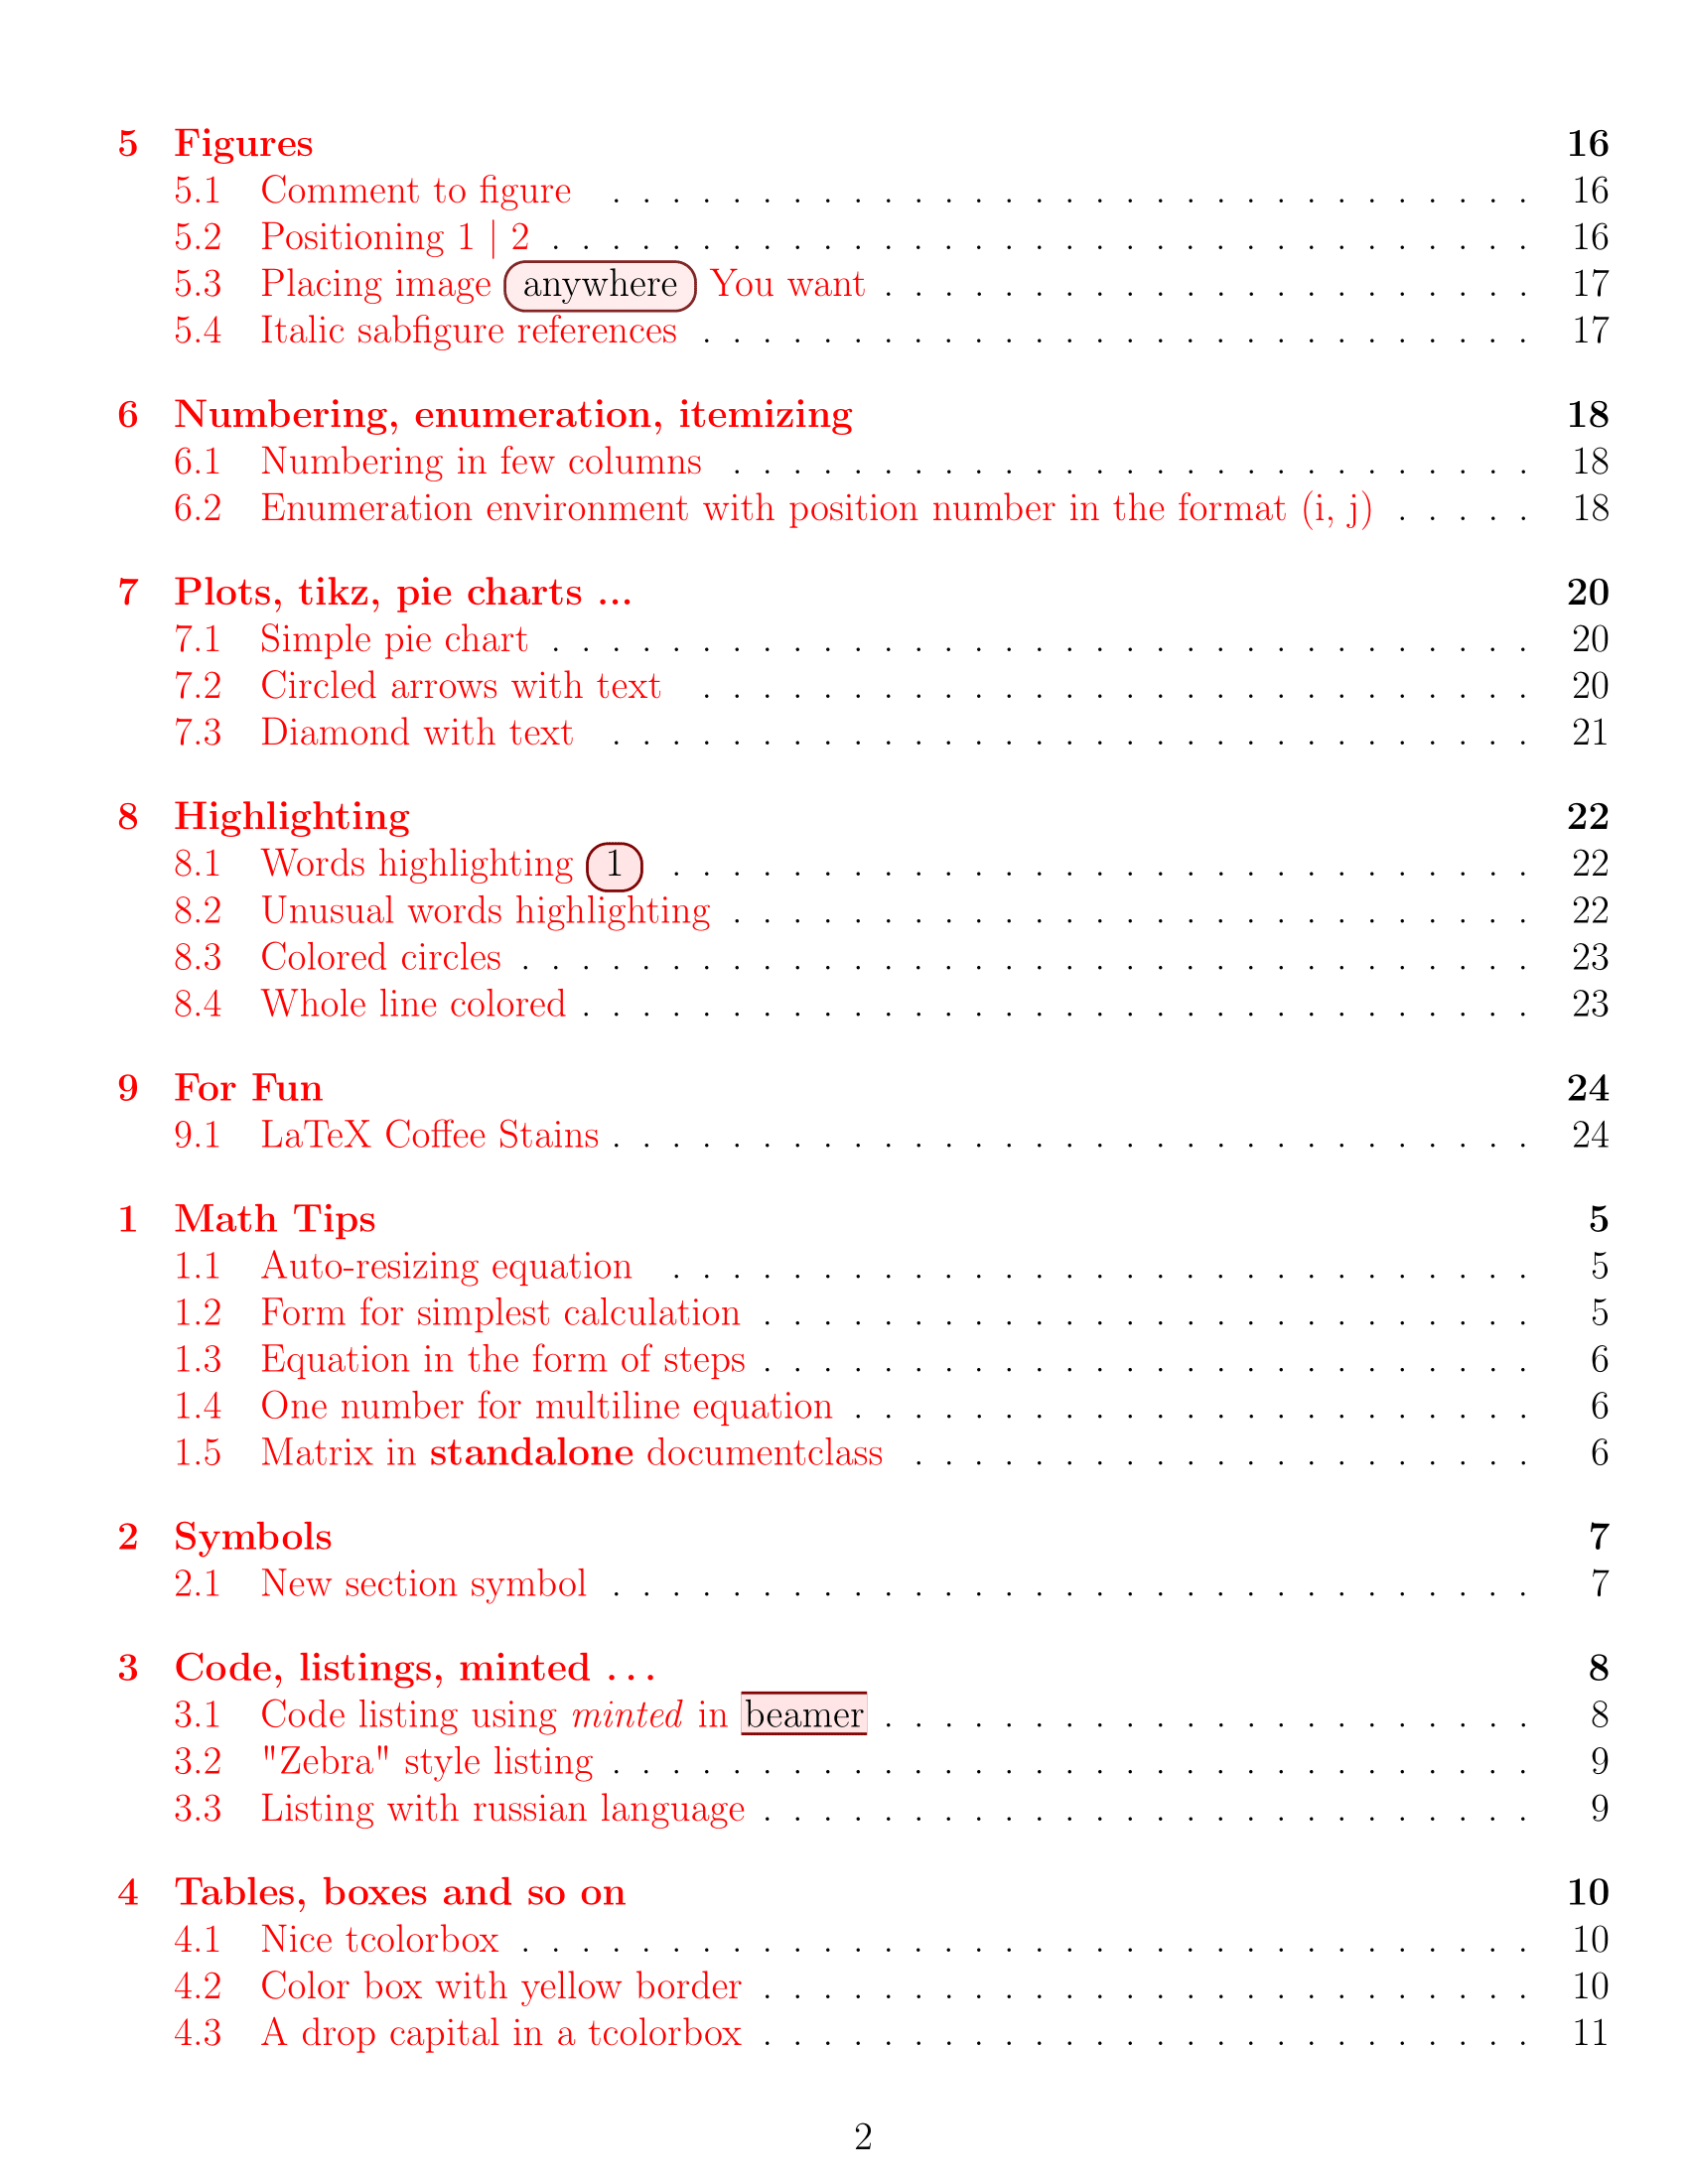 5 Figures 16
5.1 Comment to figure . . . . . . . . . . . . . . . . . . . . . . . . . . . . . . . 16
5.2 Positioning 1 | 2 . . . . . . . . . . . . . . . . . . . . . . . . . . . . . . . . . 16
5.3 Placing image anywhere You want . . . . . . . . . . . . . . . . . . . . . . 17
5.4 Italic sabfigure references . . . . . . . . . . . . . . . . . . . . . . . . . . . . 17
6 Numbering, enumeration, itemizing 18
6.1 Numbering in few columns . . . . . . . . . . . . . . . . . . . . . . . . . . . 18
6.2 Enumeration environment with position number in the format (i, j) . . . . . 18
7 Plots, tikz, pie charts ... 20
7.1 Simple pie chart . . . . . . . . . . . . . . . . . . . . . . . . . . . . . . . . . 20
7.2 Circled arrows with text . . . . . . . . . . . . . . . . . . . . . . . . . . . . 20
7.3 Diamond with text . . . . . . . . . . . . . . . . . . . . . . . . . . . . . . . 21
8 Highlighting 22
8.1 Words highlighting 1 . . . . . . . . . . . . . . . . . . . . . . . . . . . . . 22
8.2 Unusual words highlighting . . . . . . . . . . . . . . . . . . . . . . . . . . . 22
8.3 Colored circles . . . . . . . . . . . . . . . . . . . . . . . . . . . . . . . . . . 23
8.4 Whole line colored . . . . . . . . . . . . . . . . . . . . . . . . . . . . . . . . 23
9 For Fun 24
9.1 LaTeX Coffee Stains . . . . . . . . . . . . . . . . . . . . . . . . . . . . . . . 24
1 Math Tips 5
1.1 Auto-resizing equation . . . . . . . . . . . . . . . . . . . . . . . . . . . . . 5
1.2 Form for simplest calculation . . . . . . . . . . . . . . . . . . . . . . . . . . 5
1.3 Equation in the form of steps . . . . . . . . . . . . . . . . . . . . . . . . . . 6
1.4 One number for multiline equation . . . . . . . . . . . . . . . . . . . . . . . 6
1.5 Matrix in standalone documentclass . . . . . . . . . . . . . . . . . . . . . 6
2 Symbols 7
2.1 New section symbol . . . . . . . . . . . . . . . . . . . . . . . . . . . . . . . 7
3 Code, listings, minted . . . 8
3.1 Code listing using minted in beamer . . . . . . . . . . . . . . . . . . . . . . 8
3.2 "Zebra" style listing . . . . . . . . . . . . . . . . . . . . . . . . . . . . . . . 9
3.3 Listing with russian language . . . . . . . . . . . . . . . . . . . . . . . . . . 9
4 Tables, boxes and so on 10
4.1 Nice tcolorbox . . . . . . . . . . . . . . . . . . . . . . . . . . . . . . . . . . 10
4.2 Color box with yellow border . . . . . . . . . . . . . . . . . . . . . . . . . . 10
4.3 A drop capital in a tcolorbox . . . . . . . . . . . . . . . . . . . . . . . . . . 11
2